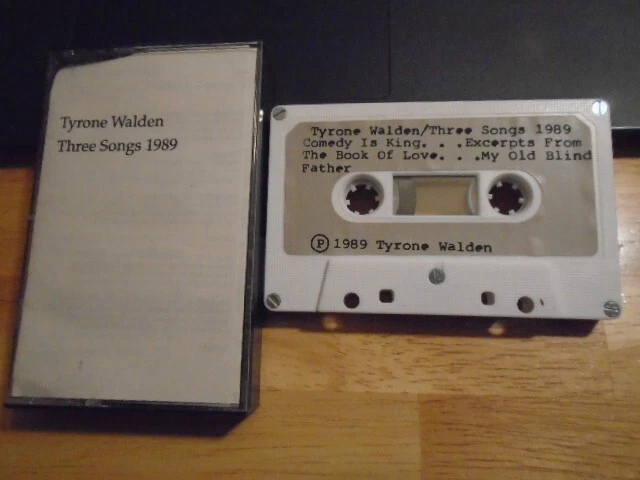 Tyrone Walden
Three Songs 1989
Tyrone Walden/Three Songs 1989
Comedy Is King. . .Excerpts From
The Book Of Love. . .My Old Blind
Father
Ⓟ 1989 Tyrone Walden